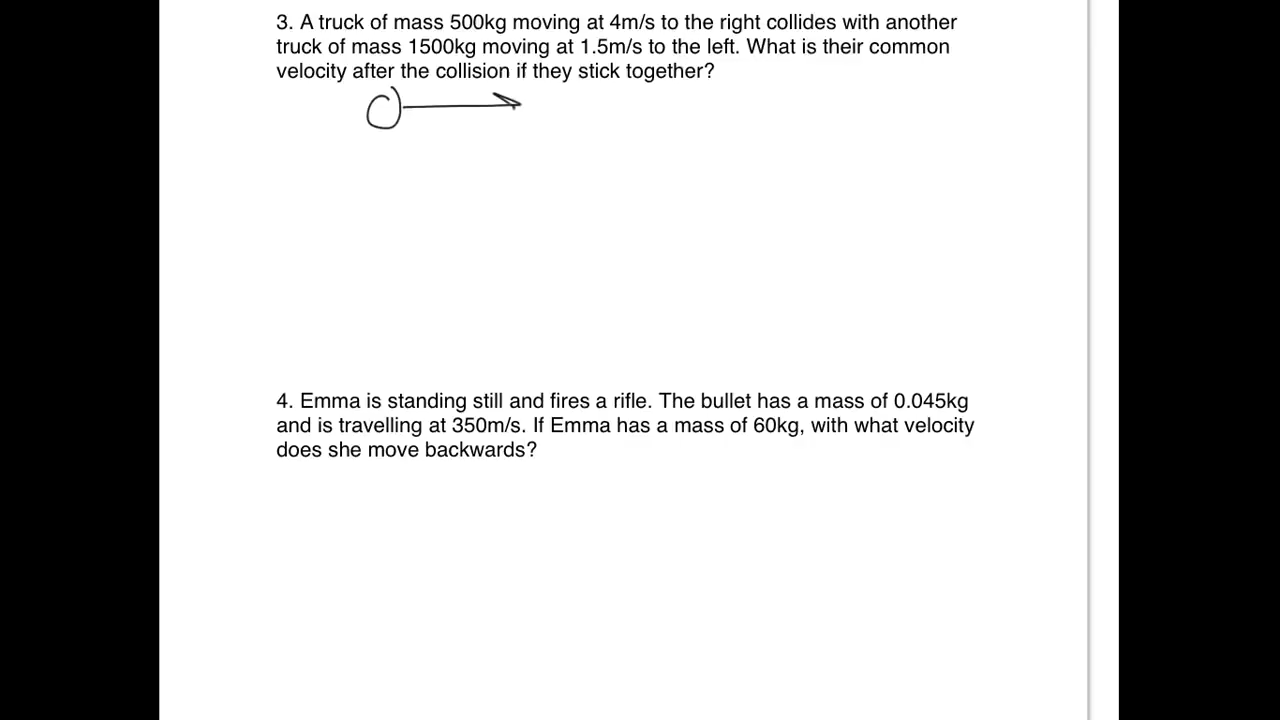 3. A truck of mass 500kg moving at 4m/s to the right collides with another
truck of mass 1500kg moving at 1.5m/s to the left. What is their common
velocity after the collision if they stick together?
4. Emma is standing still and fires a rifle. The bullet has a mass of 0.045kg
and is travelling at 350m/s. If Emma has a mass of 60kg, with what velocity
does she move backwards?